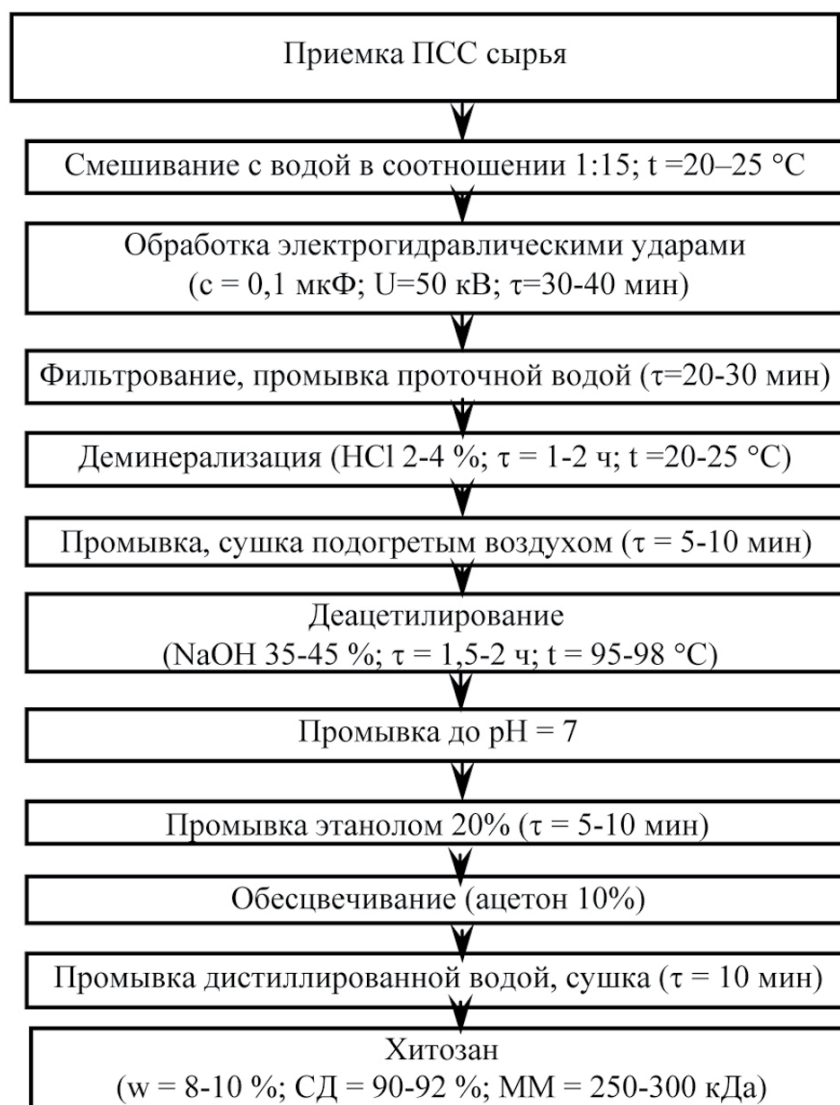 Приемка ПСС сырья
Смешивание с водой в соотношении 1:15; t =20–25 °C
Обработка электрогидравлическими ударами
(с = 0,1 мкФ; U=50 кВ; τ=30-40 мин)
Фильтрование, промывка проточной водой (τ=20-30 мин)
Деминерализация (HCl 2-4 %; τ = 1-2 ч; t =20-25 °C)
Промывка, сушка подогретым воздухом (τ = 5-10 мин)
Деацетилирование
(NaOH 35-45 %; τ = 1,5-2 ч; t = 95-98 °C)
Промывка до pH = 7
Промывка этанолом 20% (τ = 5-10 мин)
Обесцвечивание (ацетон 10%)
Промывка дистиллированной водой, сушка (τ = 10 мин)
Хитозан
(w = 8-10 %; СД = 90-92 %; ММ = 250-300 кДа)